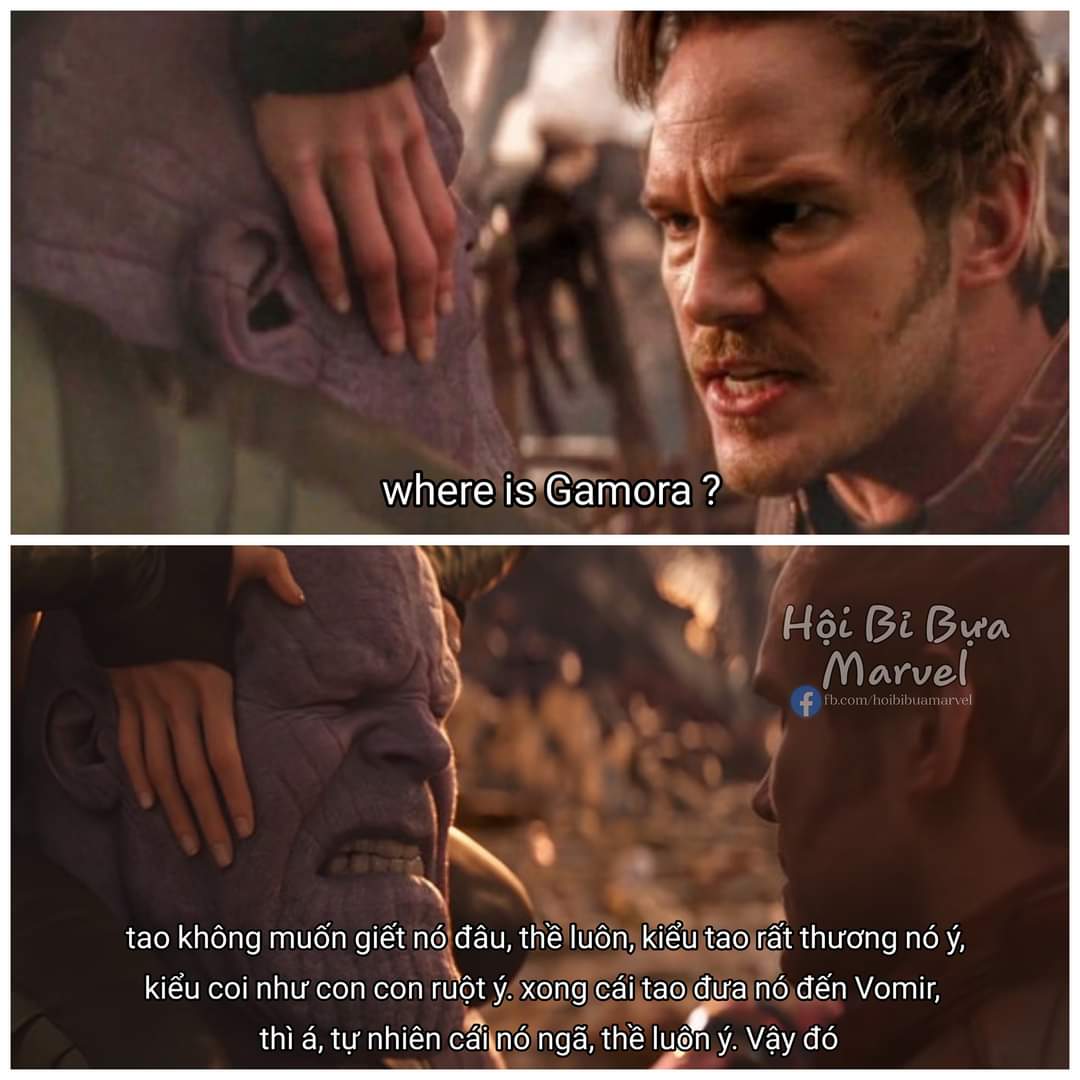 where is Gamora ?
Hội Bỉ Bựa
Marvel
fb.com/hoibibuamarvel
tao không muốn giết nó đâu, thề luôn, kiểu tao rất thương nó ý,
kiểu coi như con con ruột ý. xong cái tao đưa nó đến Vomir,
thì á, tự nhiên cái nó ngã, thề luôn ý. Vậy đó